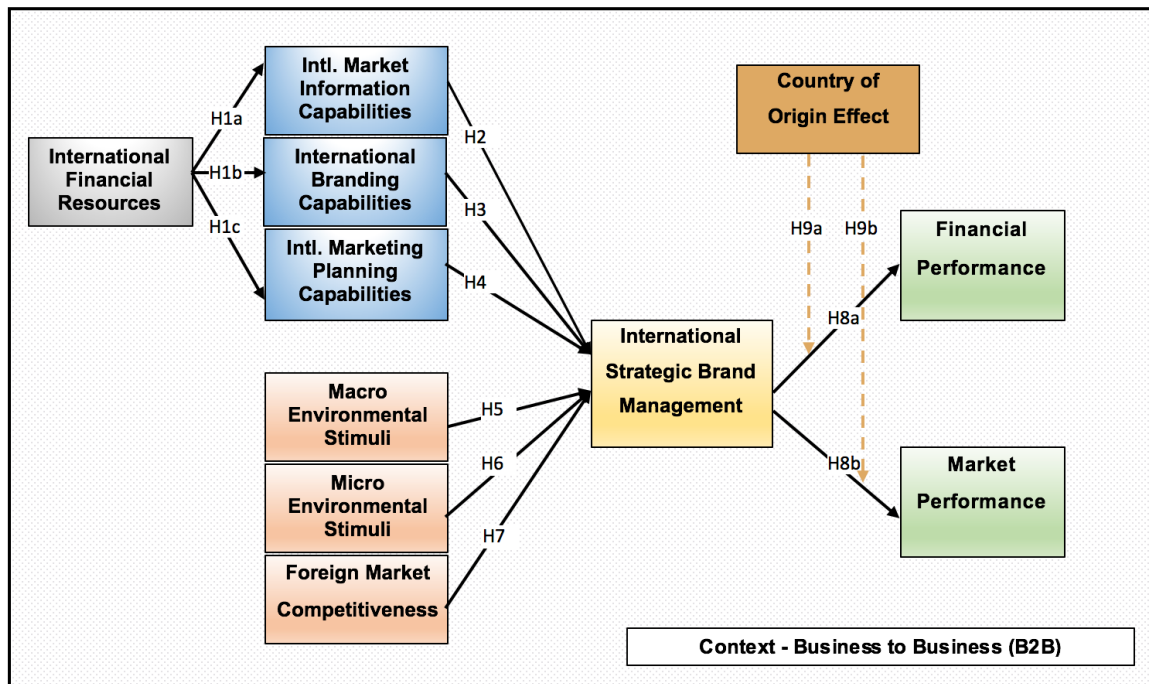 International
Financial
Resources
H1a
H1b
H1c
Intl. Market
Information
Capabilities
International
Branding
Capabilities
Intl. Marketing
Planning
Capabilities
H2
H3
H4
Macro
Environmental
Stimuli
Micro
Environmental
Stimuli
Foreign Market
Competitiveness
H5
H6
H7
International
Strategic Brand
Management
Country of
Origin Effect
H9a
H9b
H8a
H8b
Financial
Performance
Market
Performance
Context - Business to Business (B2B)